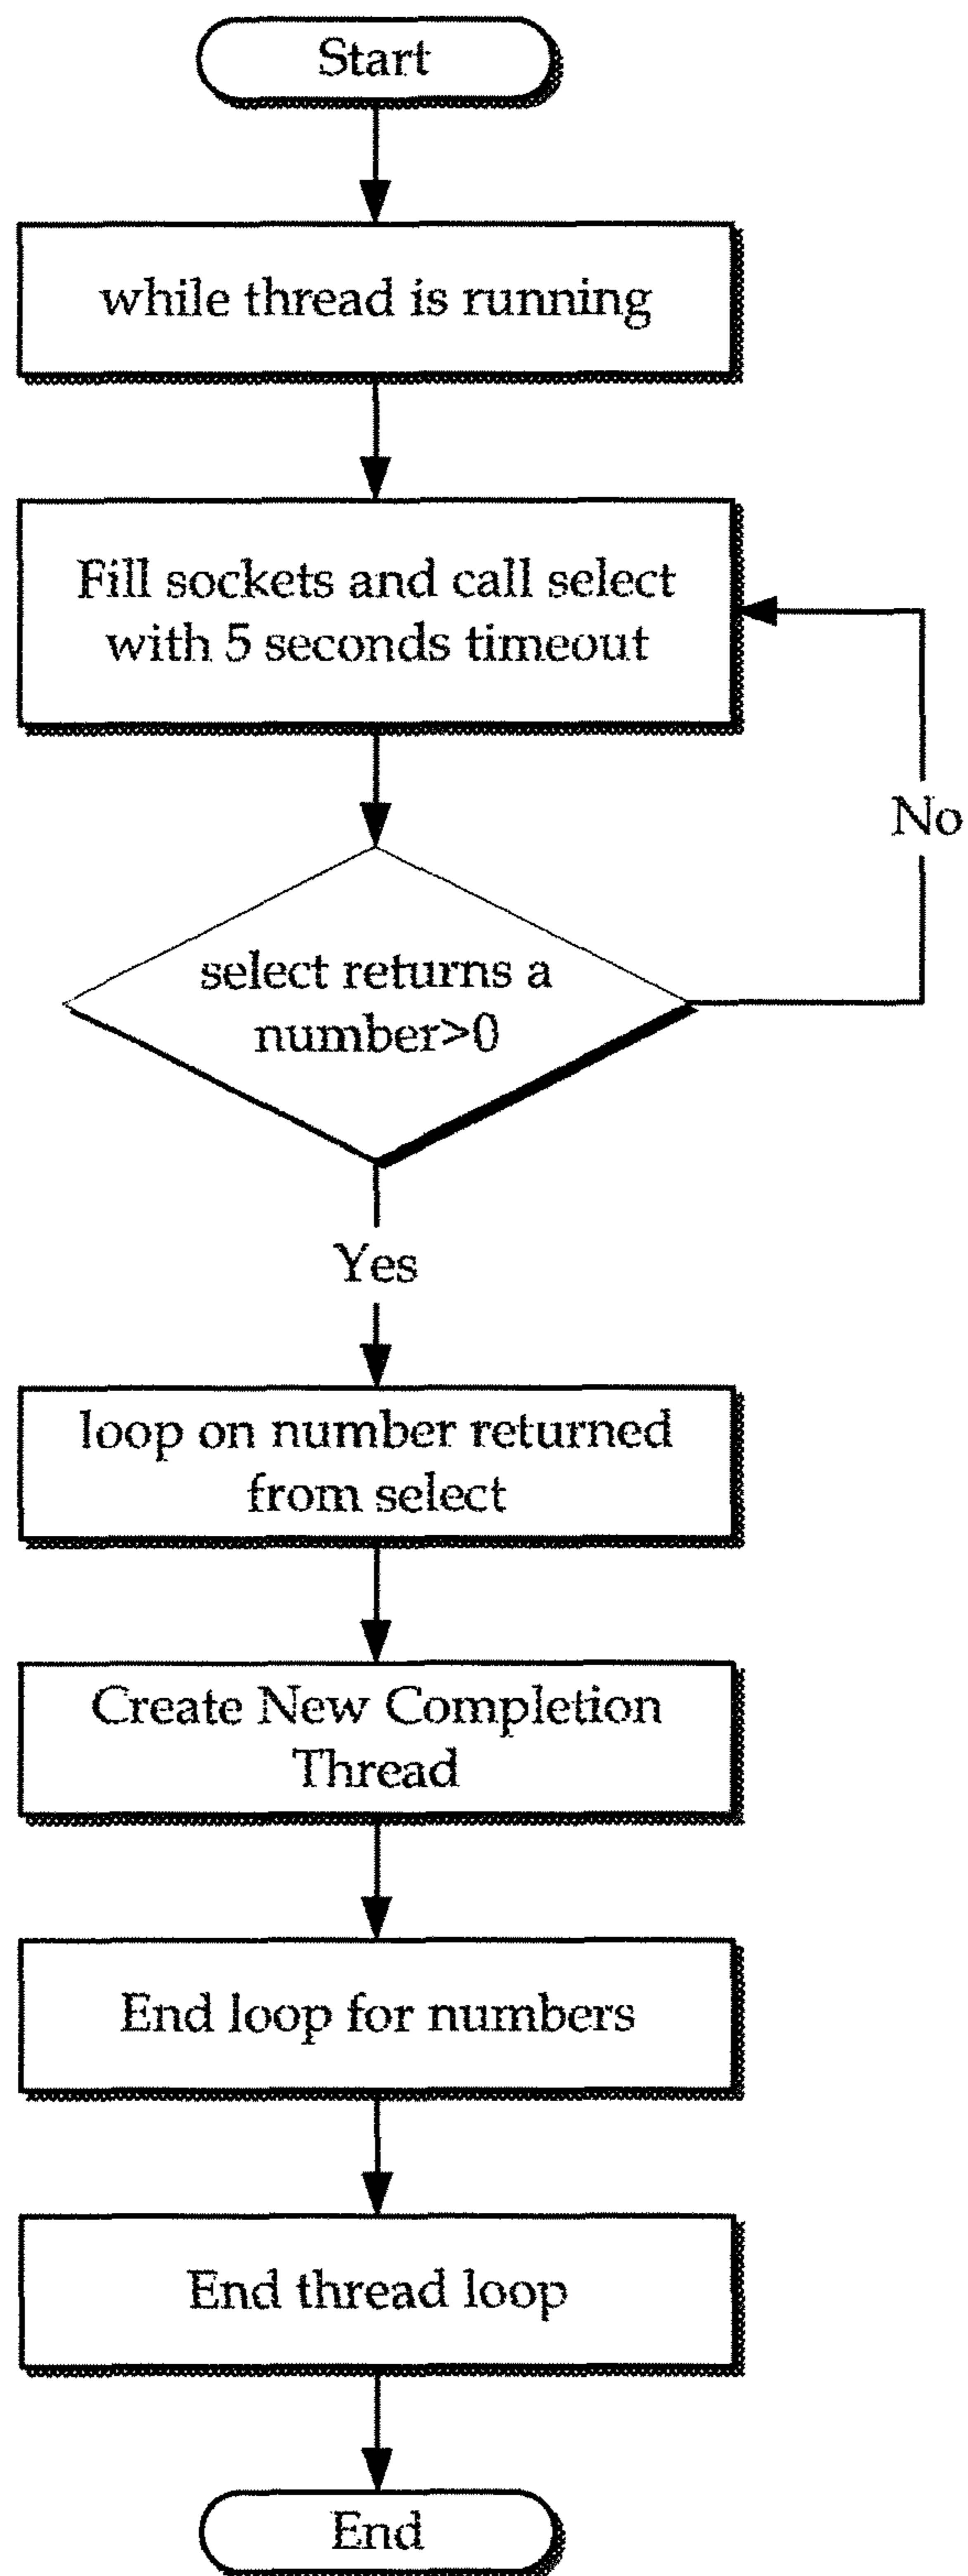 Start
while thread is running
Fill sockets and call select
with 5 seconds timeout
No
select returns a
number>0
Yes
loop on number returned
from select
Create New Completion
Thread
End loop for numbers
End thread loop
End